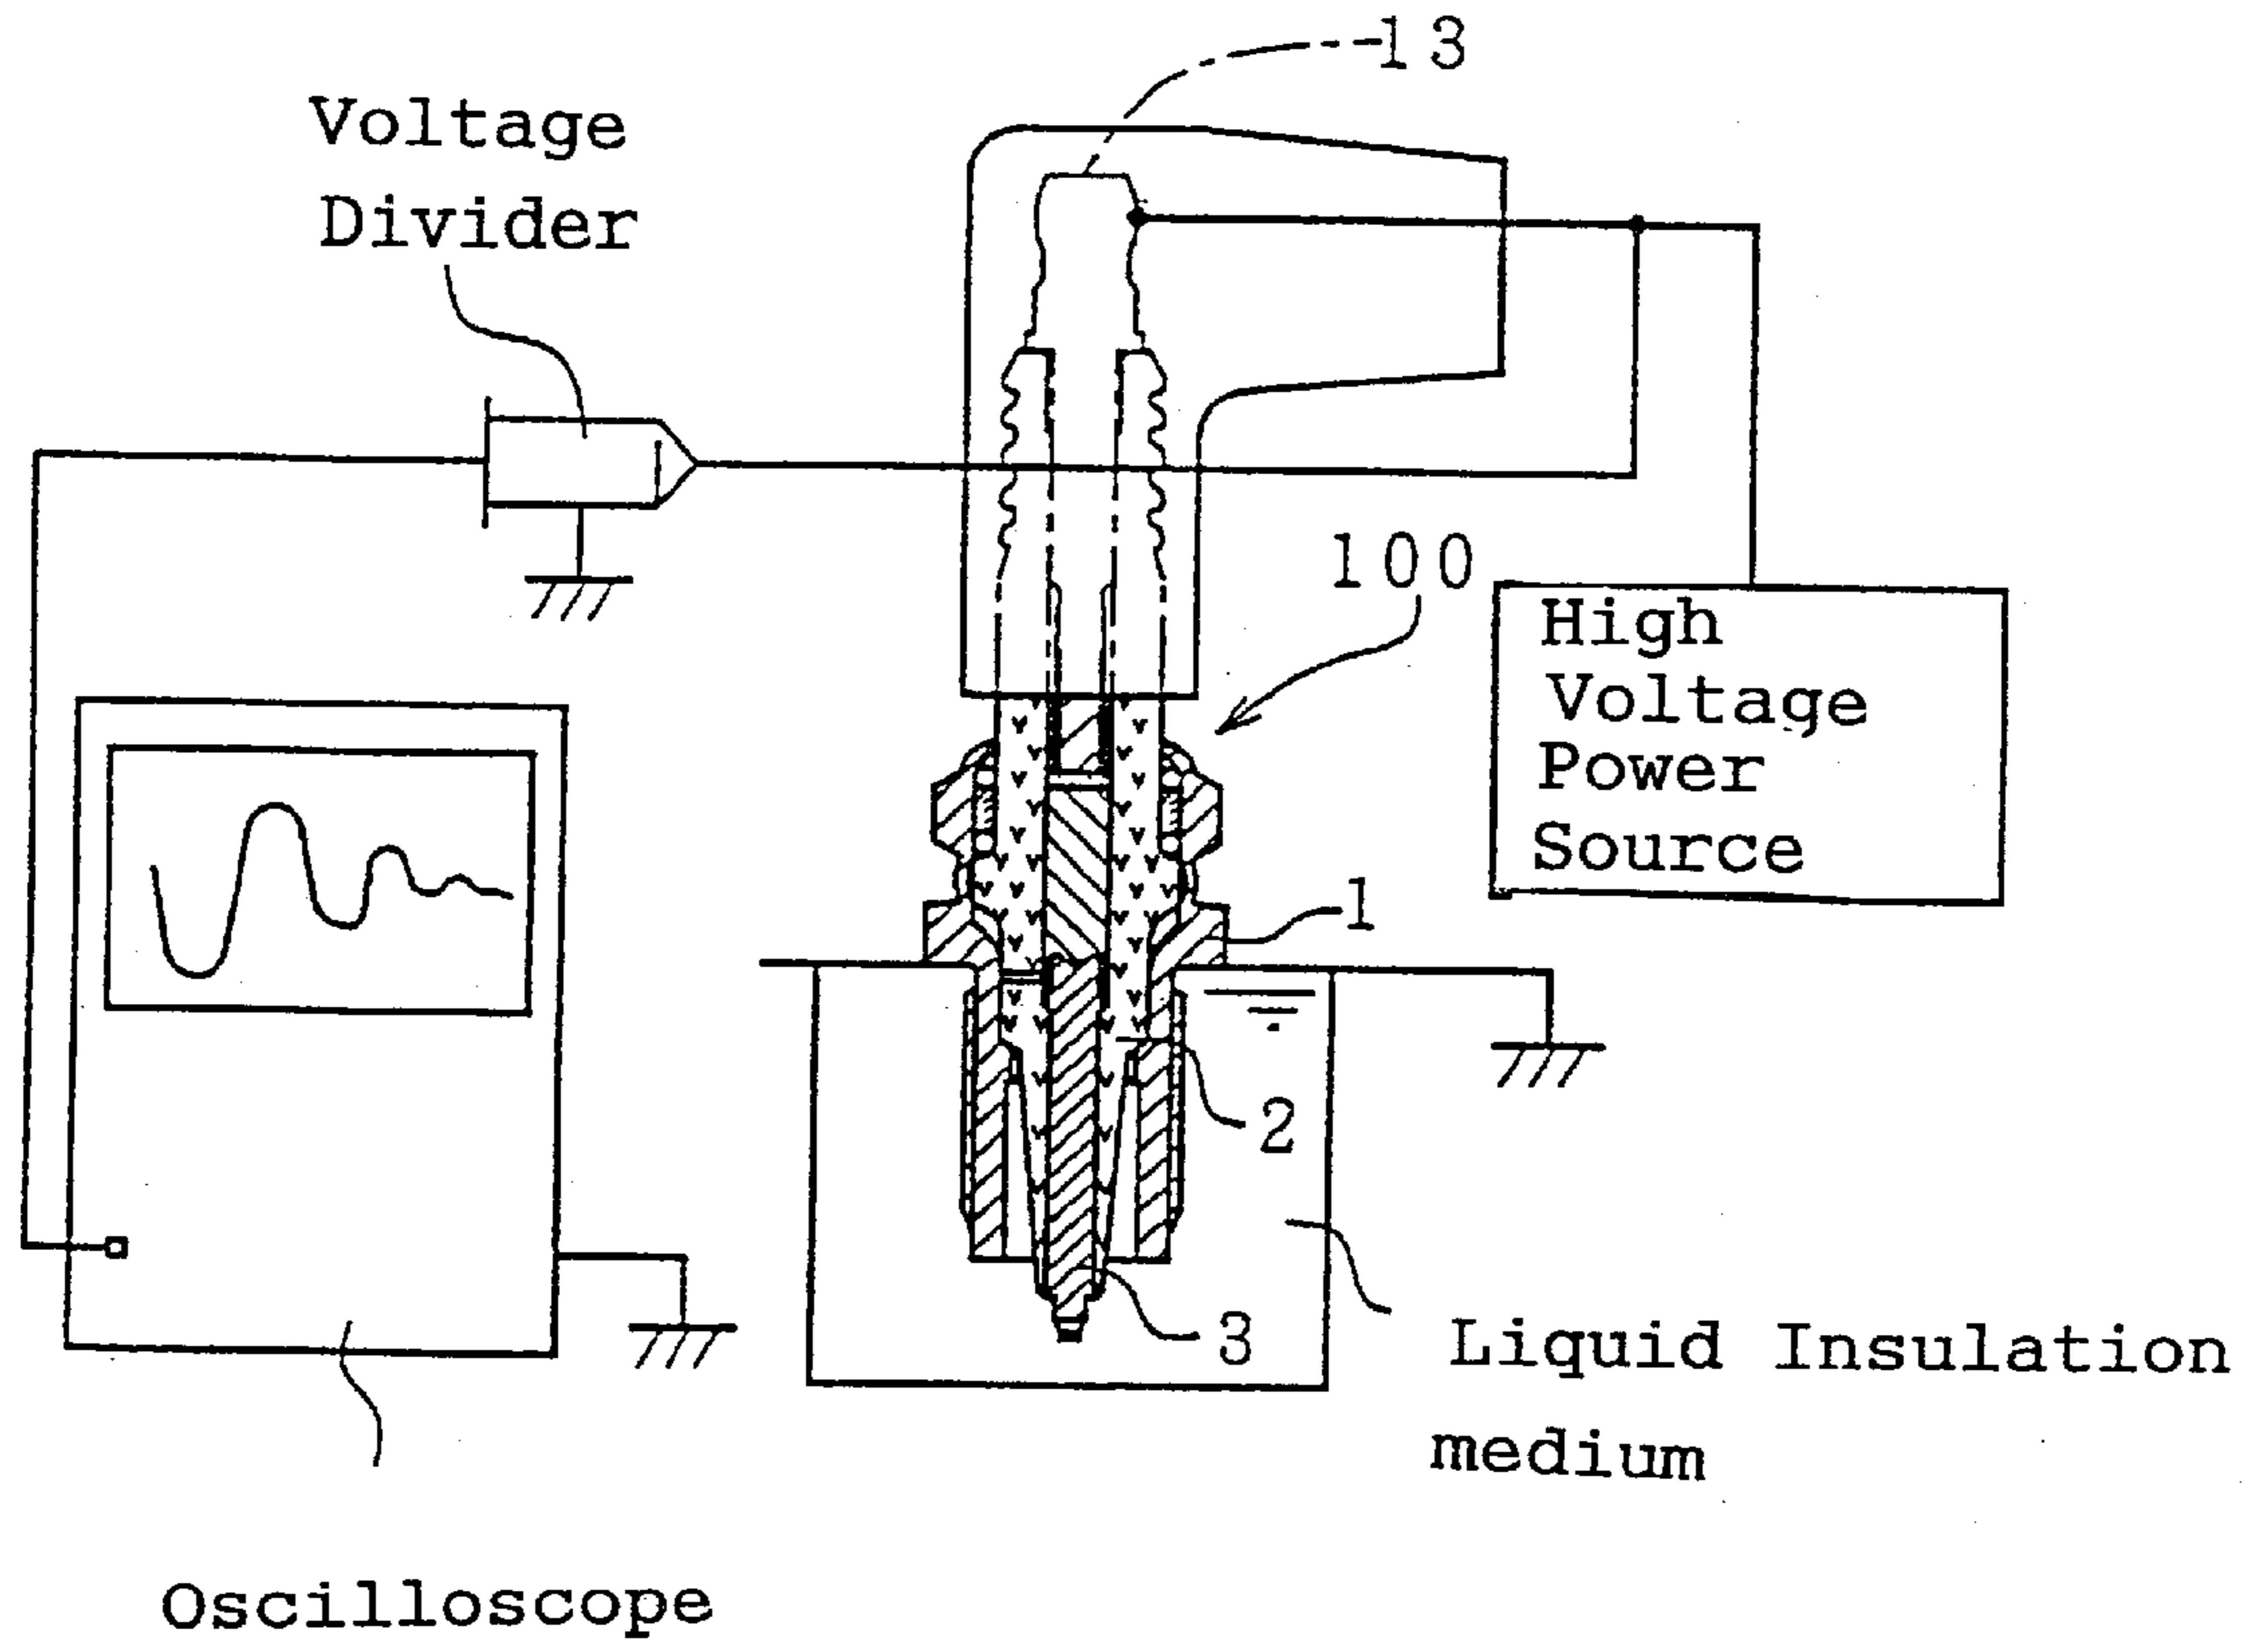 13
Voltage
Divider
100
High
Voltage
Power
Source
1
2
3
Liquid Insulation
medium
Oscilloscope